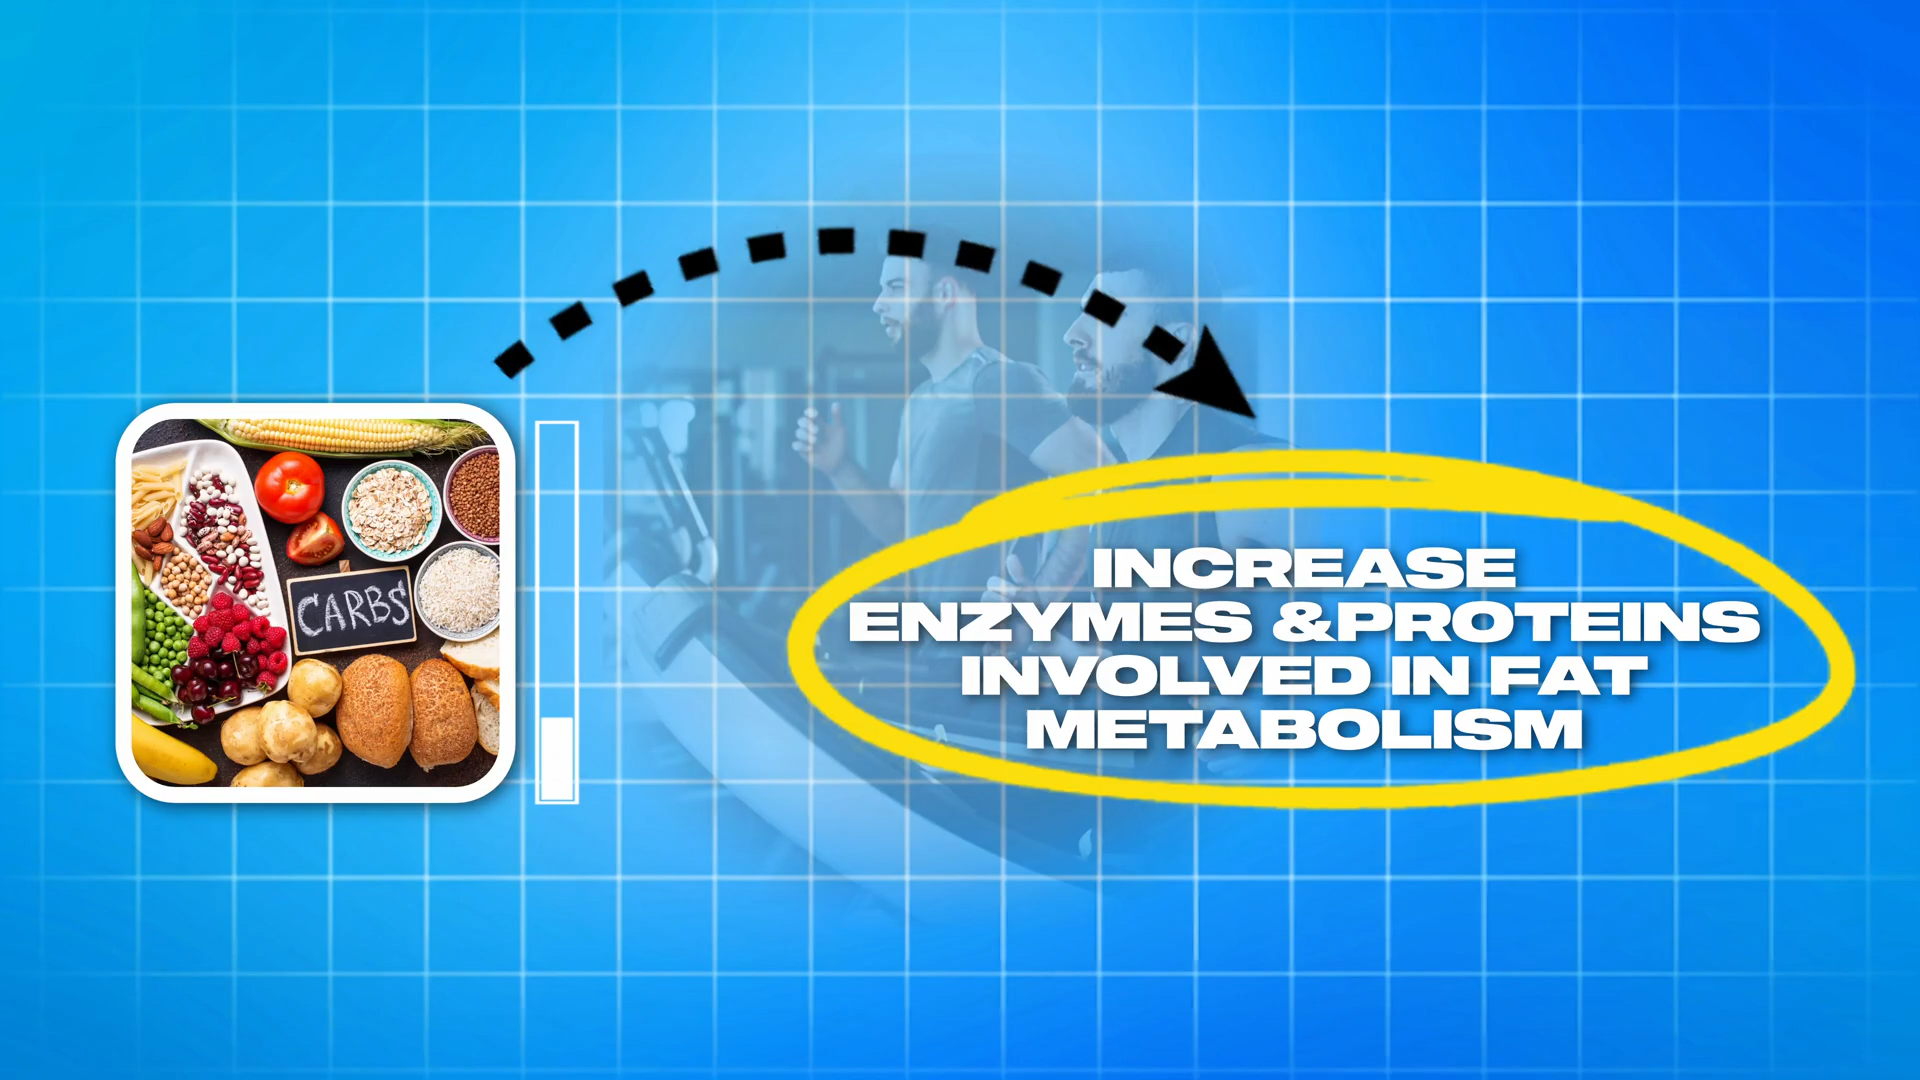 CARBS
INCREASE
ENZYMES &PROTEINS
INVOLVED IN FAT
METABOLISM